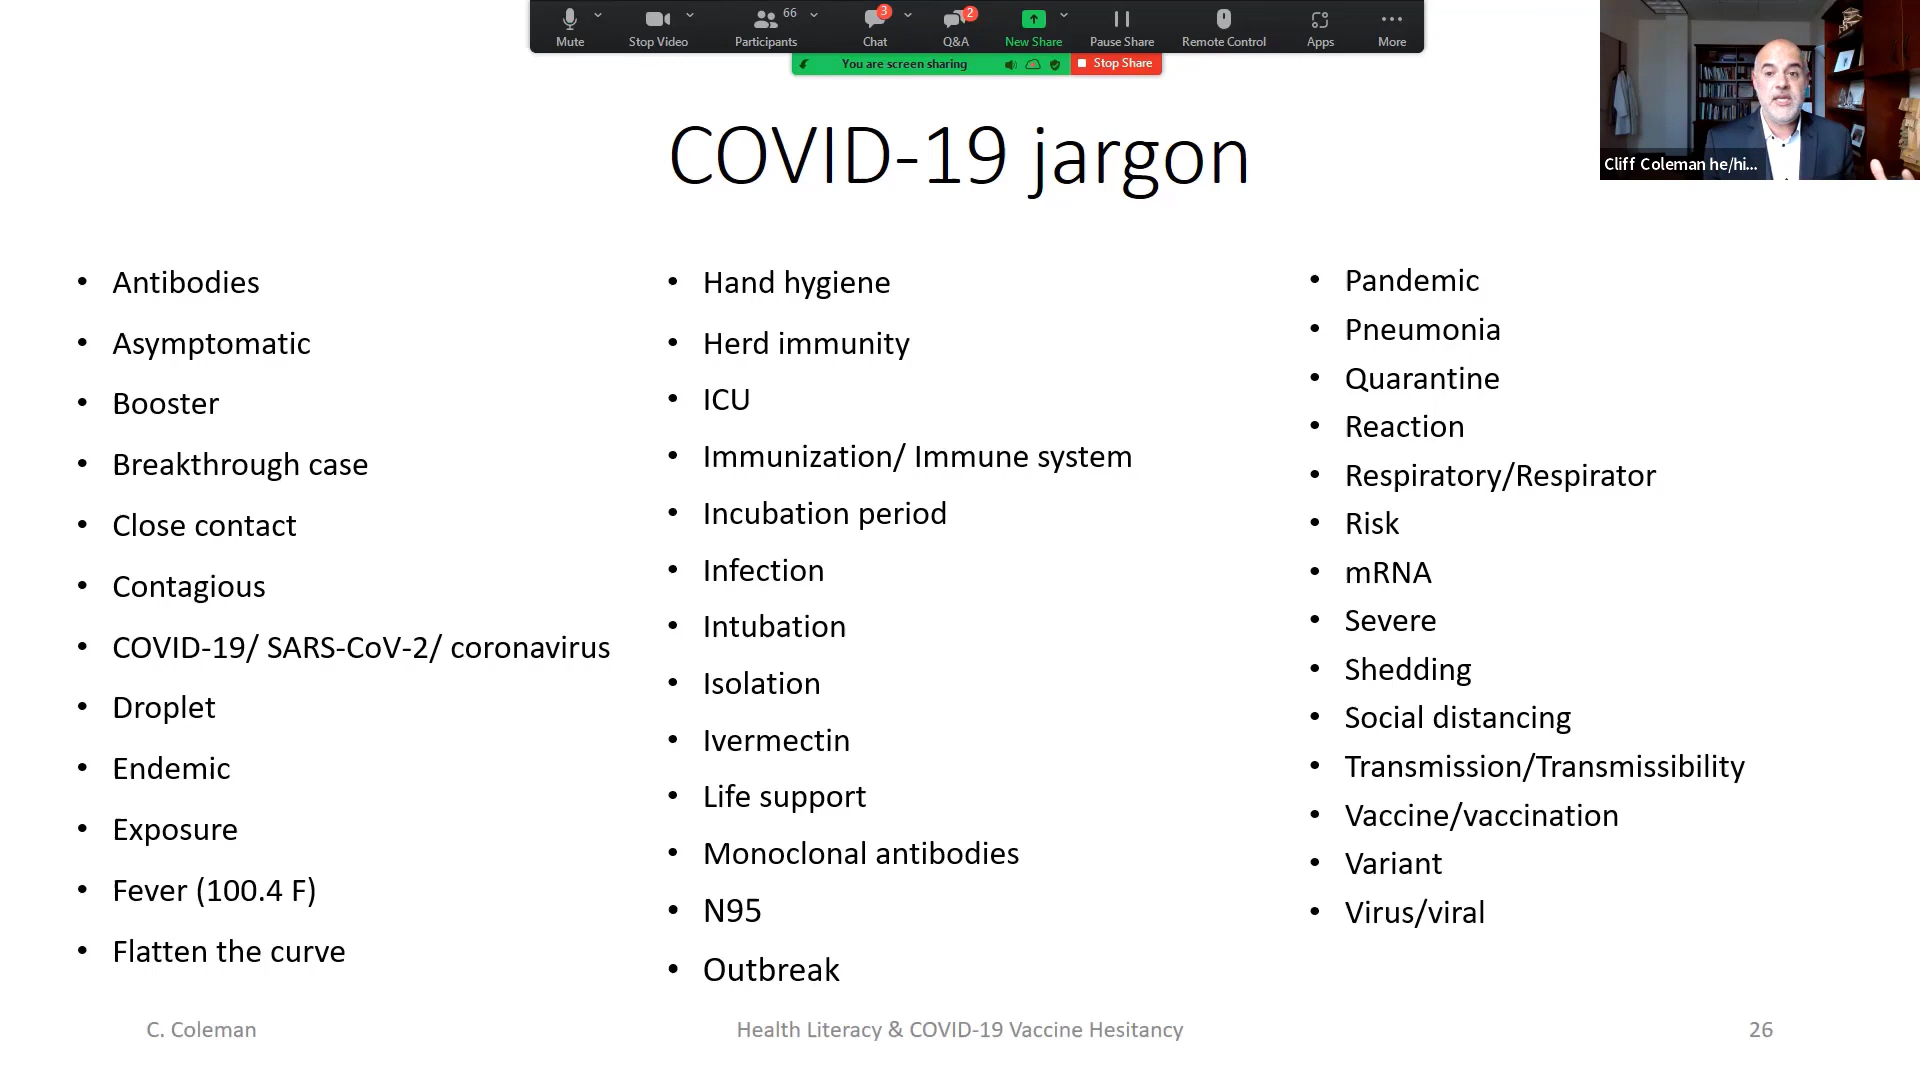 Mute
Stop Video
66
Participants
3
Chat
2
Q&A
New Share
Pause Share
Remote Control
Apps
More
You are screen sharing
Stop Share
Cliff Coleman he/hi...
COVID-19 jargon
• Antibodies
• Asymptomatic
• Booster
• Breakthrough case
• Close contact
• Contagious
• COVID-19/ SARS-CoV-2/ coronavirus
• Droplet
• Endemic
• Exposure
• Fever (100.4 F)
• Flatten the curve
• Hand hygiene
• Herd immunity
• ICU
• Immunization/ Immune system
• Incubation period
• Infection
• Intubation
• Isolation
• Ivermectin
• Life support
• Monoclonal antibodies
• N95
• Outbreak
• Pandemic
• Pneumonia
• Quarantine
• Reaction
• Respiratory/Respirator
• Risk
• mRNA
• Severe
• Shedding
• Social distancing
• Transmission/Transmissibility
• Vaccine/vaccination
• Variant
• Virus/viral
C. Coleman
Health Literacy & COVID-19 Vaccine Hesitancy
26